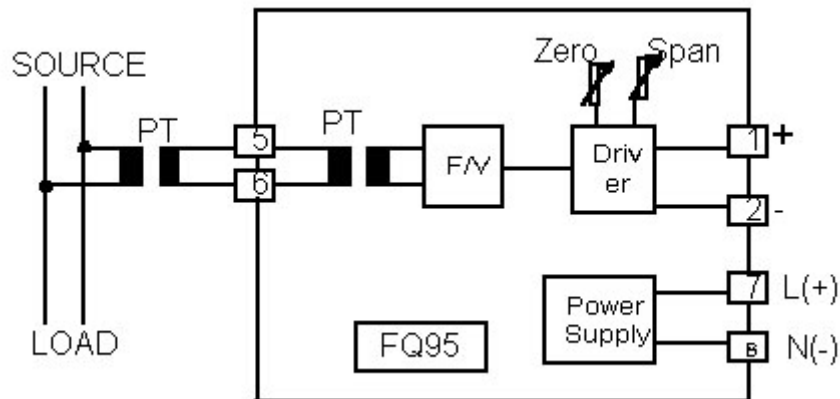 Zero Span
SOURCE
PT
PT
5
6
F/V
Driv
er
1 +
2 -
7 L(+)
Power
Supply
8 N(-)
LOAD
FQ95